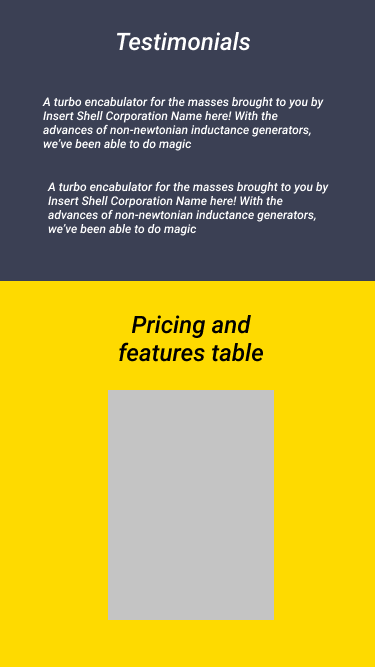 Testimonials
A turbo encabulator for the masses brought to you by
Insert Shell Corporation Name here! With the
advances of non-newtonian inductance generators,
we've been able to do magic
A turbo encabulator for the masses brought to you by
Insert Shell Corporation Name here! With the
advances of non-newtonian inductance generators,
we've been able to do magic
Pricing and
features table